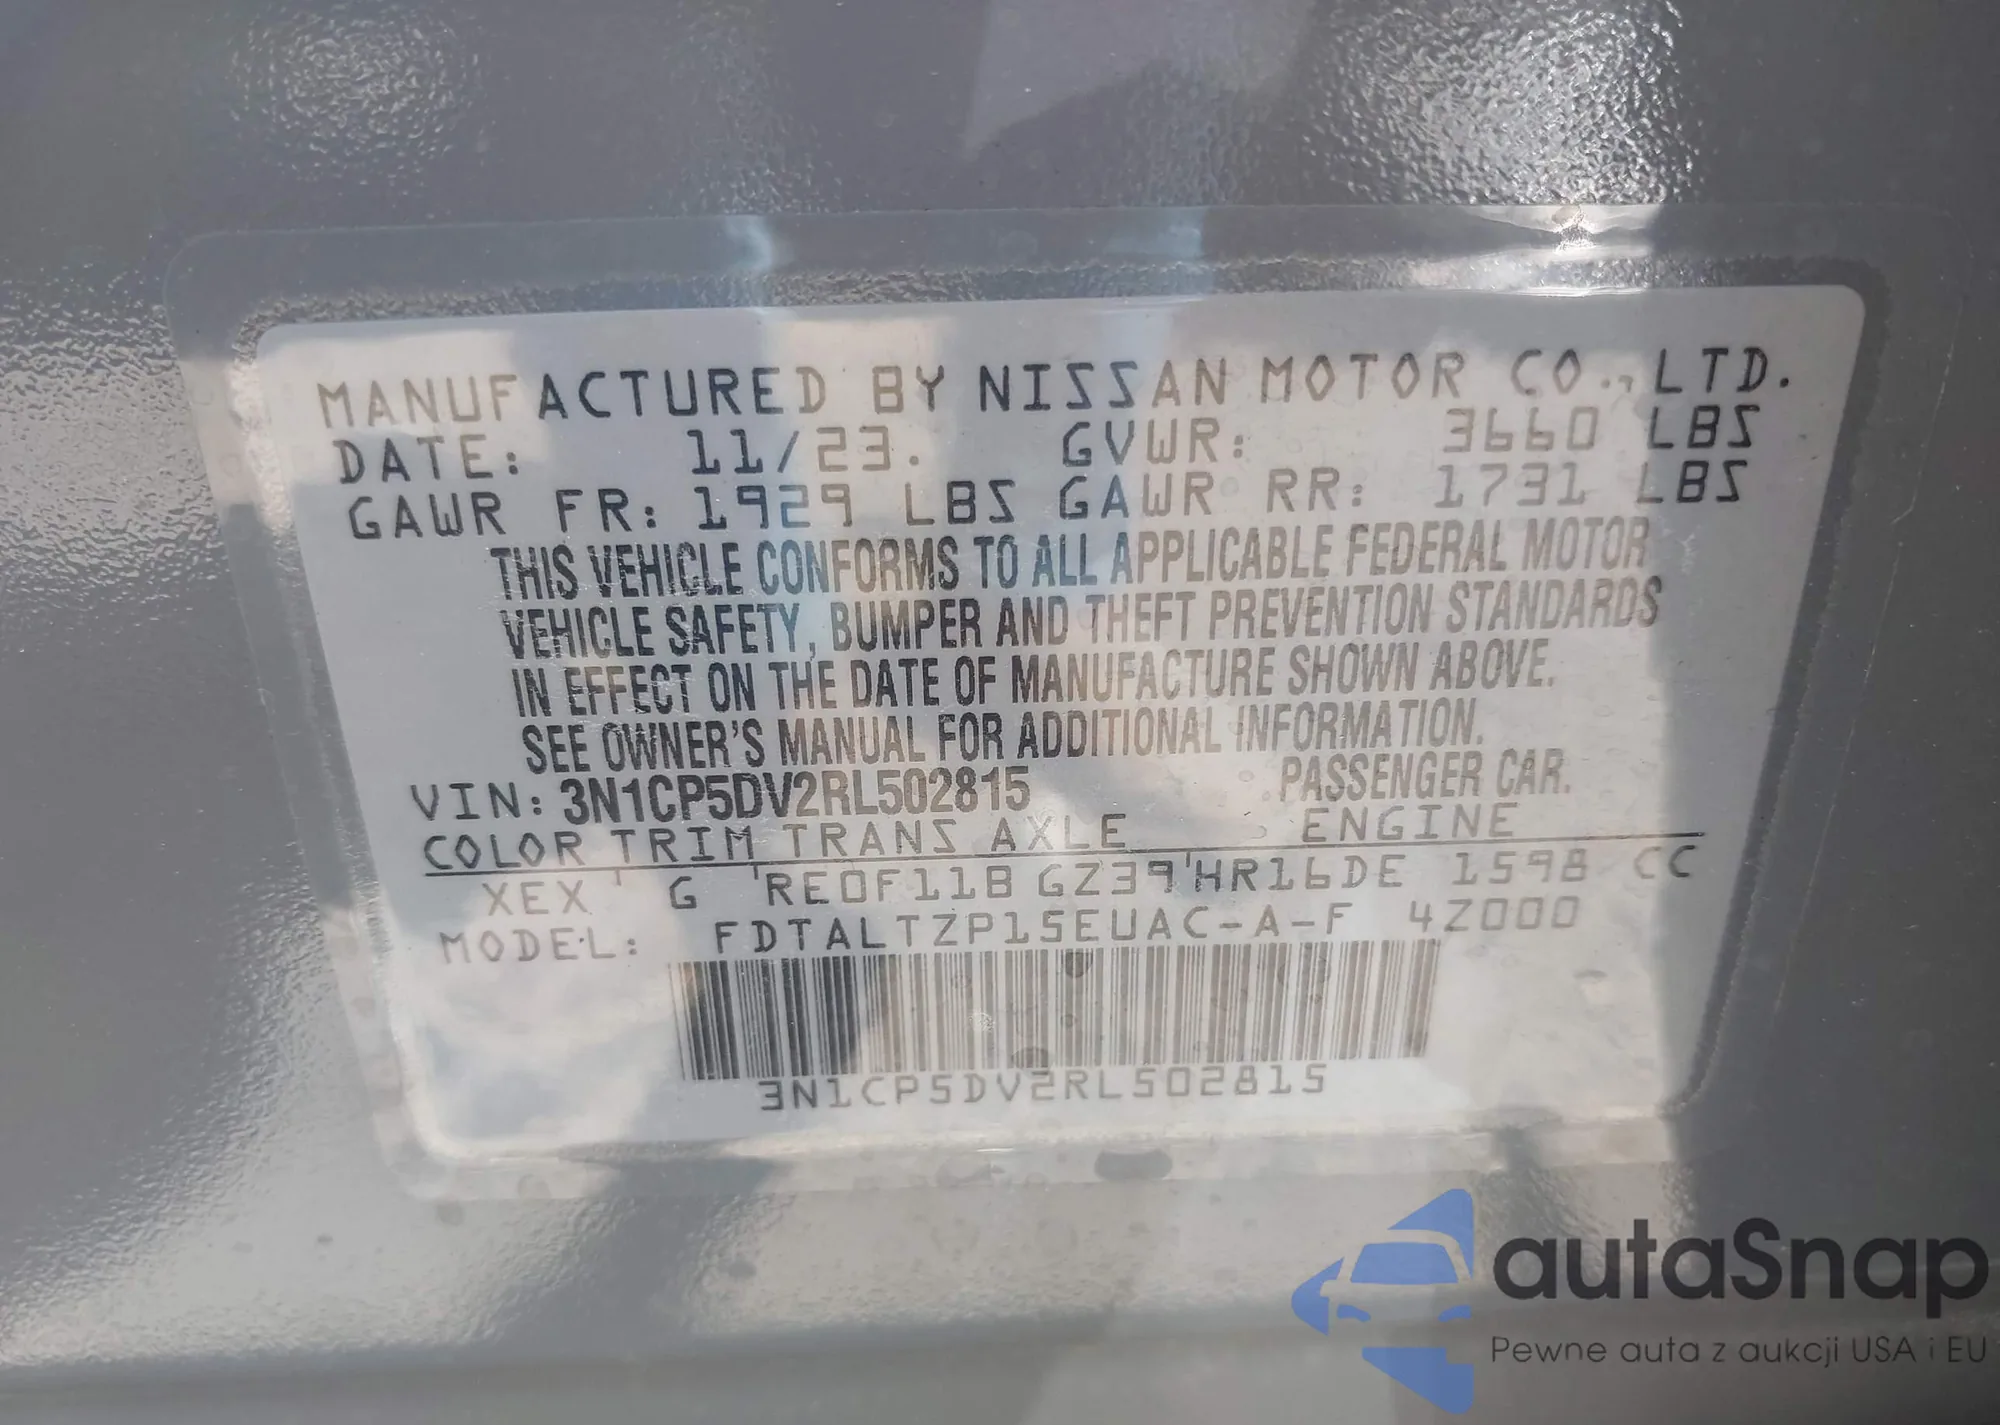 MANUFACTURED BY NISSAN MOTOR CO., LTD.
DATE: 11/23. GVWR: 3660 LBS
GAWR FR: 1929 LBS GAWR RR: 1731 LBS
THIS VEHICLE CONFORMS TO ALL APPLICABLE FEDERAL MOTOR
VEHICLE SAFETY, BUMPER AND THEFT PREVENTION STANDARDS
IN EFFECT ON THE DATE OF MANUFACTURE SHOWN ABOVE.
SEE OWNER'S MANUAL FOR ADDITIONAL INFORMATION.
VIN: 3N1CP5DV2RL502815 PASSENGER CAR.
COLOR TRIM TRANS AXLE ENGINE
XEX G RE0F11B GZ39 HR16DE 1598 CC
MODEL: FDTALTZP15EUAC-A-F 4Z000
3N1CP5DV2RL502815
autaSnap
Pewne auta z aukcji USA i EU